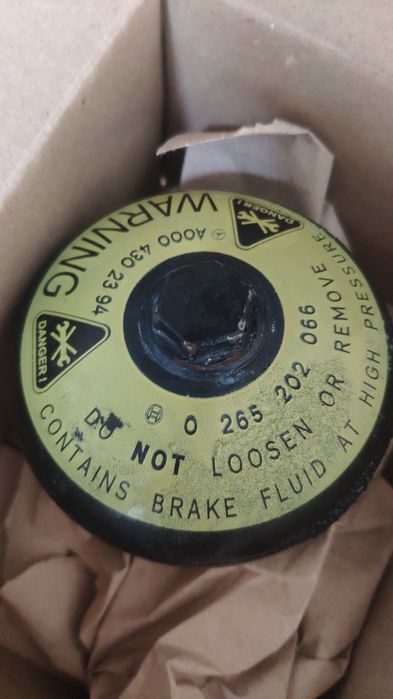 WARNING
DANGER!
DANGER!
A000 430 23 94
0 265 202 066
DO NOT LOOSEN OR REMOVE
CONTAINS BRAKE FLUID AT HIGH PRESSURE